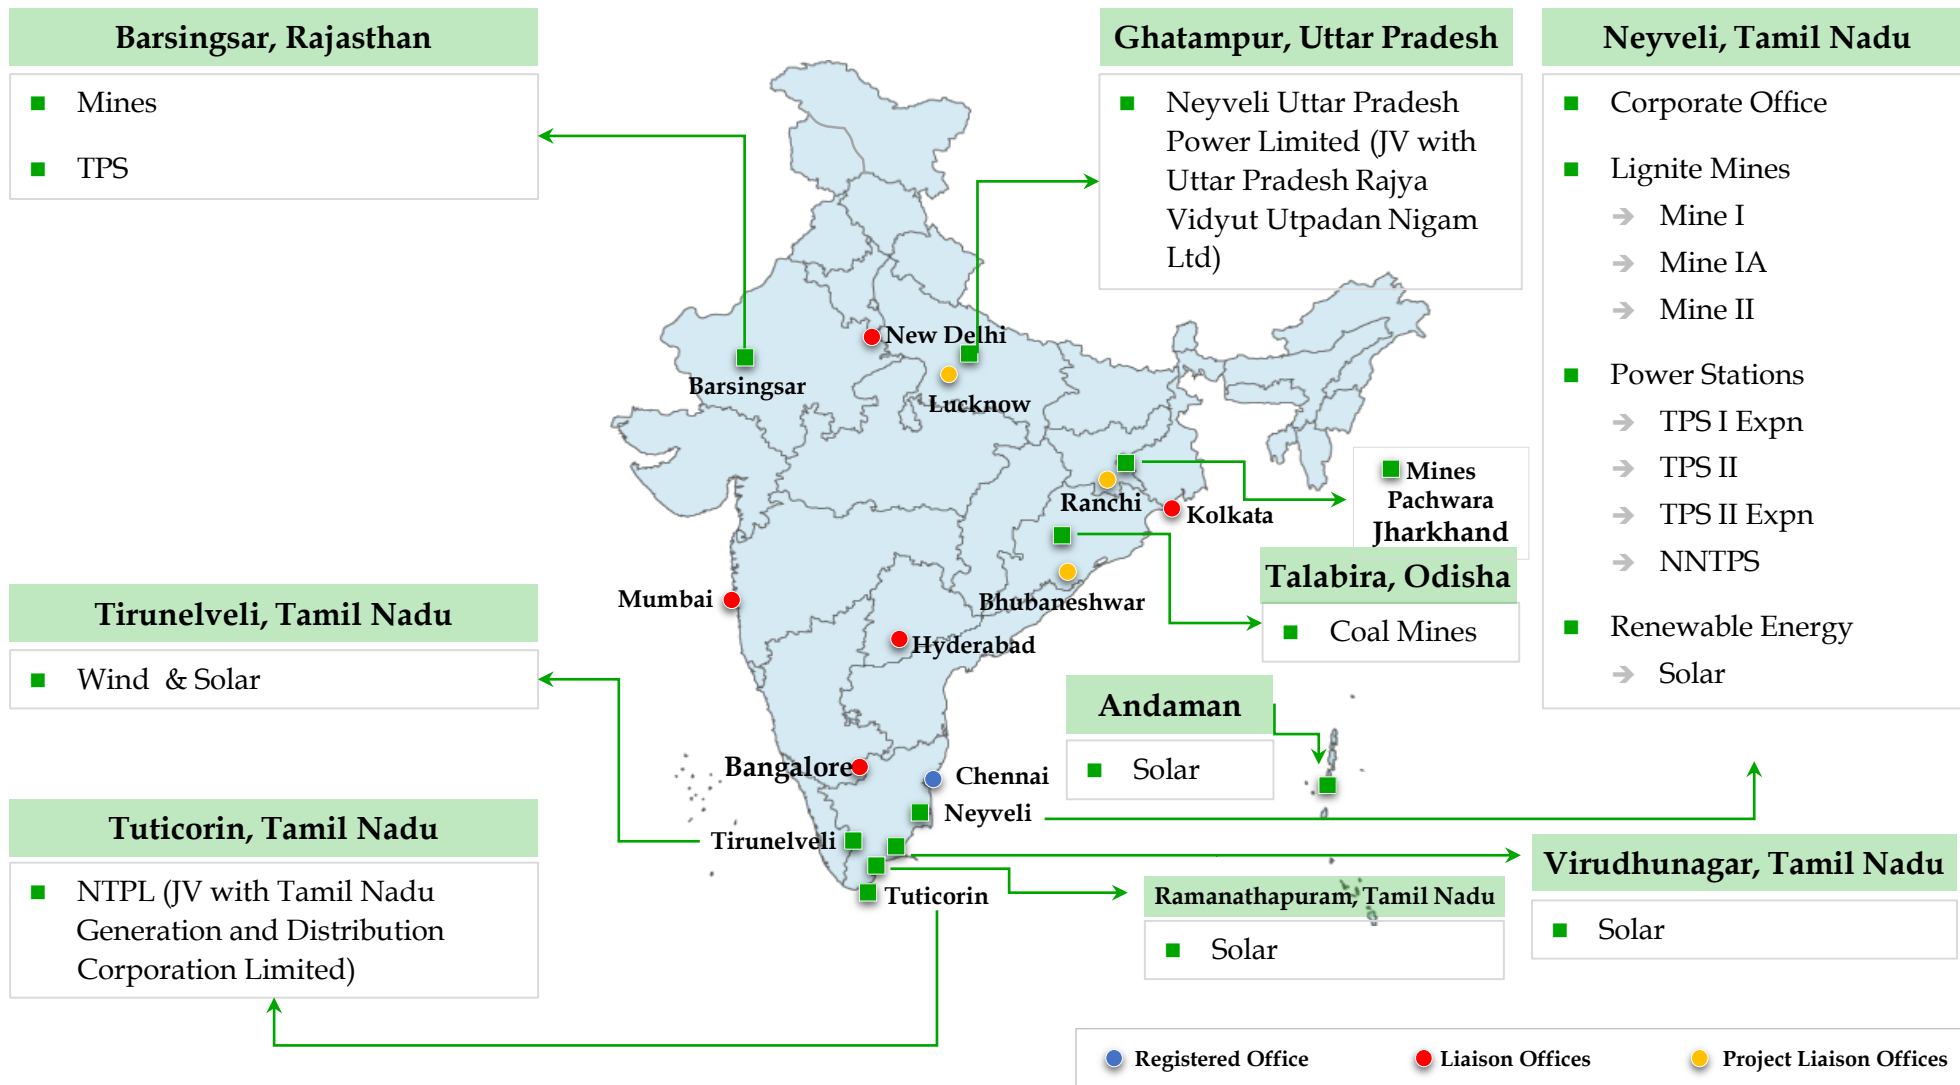 Barsingsar, Rajasthan
Mines
TPS
Ghatampur, Uttar Pradesh
Neyveli Uttar Pradesh
Power Limited (JV with
Uttar Pradesh Rajya
Vidyut Utpadan Nigam
Ltd)
Neyveli, Tamil Nadu
Corporate Office
Lignite Mines
Mine I
Mine IA
Mine II
Power Stations
TPS I Expn
TPS II
TPS II Expn
NNTPS
Renewable Energy
Solar
New Delhi
Barsingsar
Lucknow
Ranchi
Kolkata
Mines
Pachwara
Jharkhand
Talabira, Odisha
Coal Mines
Bhubaneshwar
Mumbai
Hyderabad
Tirunelveli, Tamil Nadu
Wind & Solar
Andaman
Solar
Bangalore
Chennai
Neyveli
Tirunelveli
Tuticorin
Tuticorin, Tamil Nadu
NTPL (JV with Tamil Nadu
Generation and Distribution
Corporation Limited)
Ramanathapuram, Tamil Nadu
Solar
Virudhunagar, Tamil Nadu
Solar
Registered Office
Liaison Offices
Project Liaison Offices